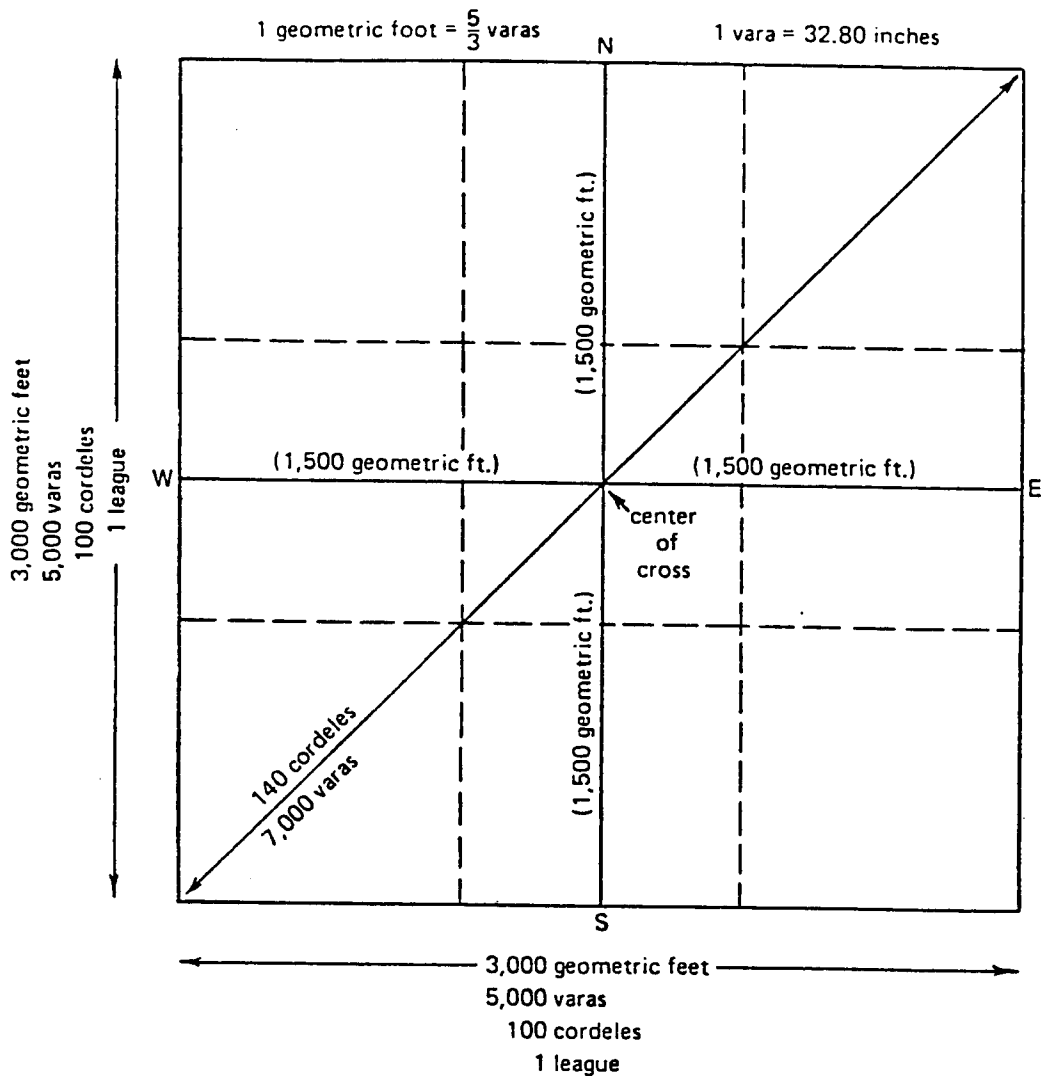 1 geometric foot = 5/3 varas
1 vara = 32.80 inches
N
(1,500 geometric ft.)
3,000 geometric feet
5,000 varas
100 cordeles
1 league
W
(1,500 geometric ft.)
(1,500 geometric ft.)
E
center
of
cross
(1,500 geometric ft.)
140 cordeles
7,000 varas
S
3,000 geometric feet
5,000 varas
100 cordeles
1 league